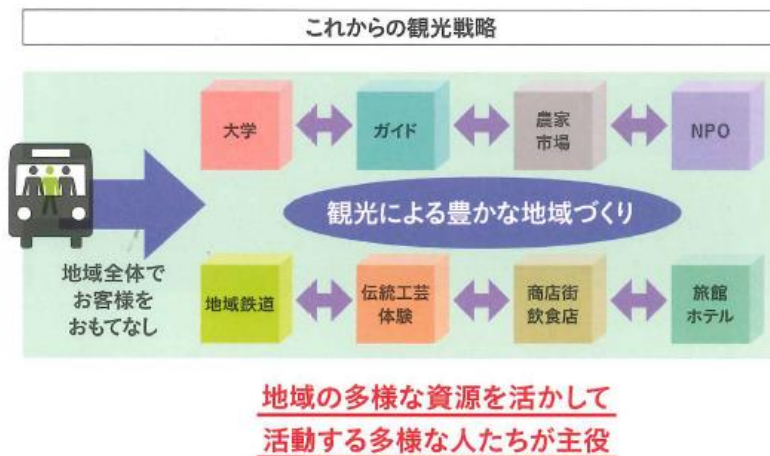 これからの観光戦略
大学
ガイド
農家
市場
NPO
観光による豊かな地域づくり
地域全体で
お客様を
おもてなし
地域鉄道
伝統工芸
体験
商店街
飲食店
旅館
ホテル
地域の多様な資源を活かして
活動する多様な人たちが主役